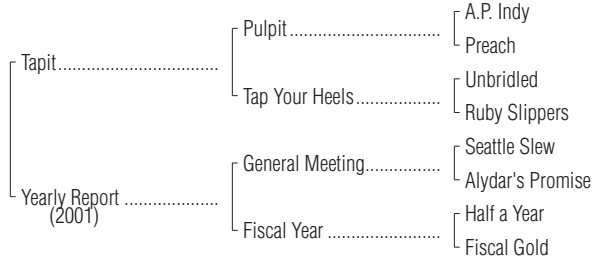 A.P. Indy
Pulpit
Preach
Tapit
Unbridled
Tap Your Heels
Ruby Slippers
Seattle Slew
General Meeting
Alydar's Promise
Yearly Report
(2001)
Half a Year
Fiscal Year
Fiscal Gold